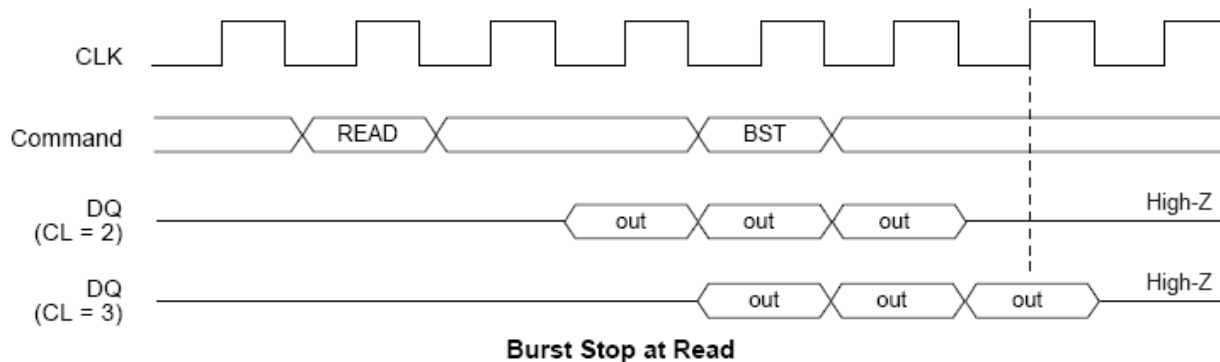 CLK
Command READ BST
DQ
(CL = 2) out out out High-Z
DQ
(CL = 3) out out out High-Z
Burst Stop at Read